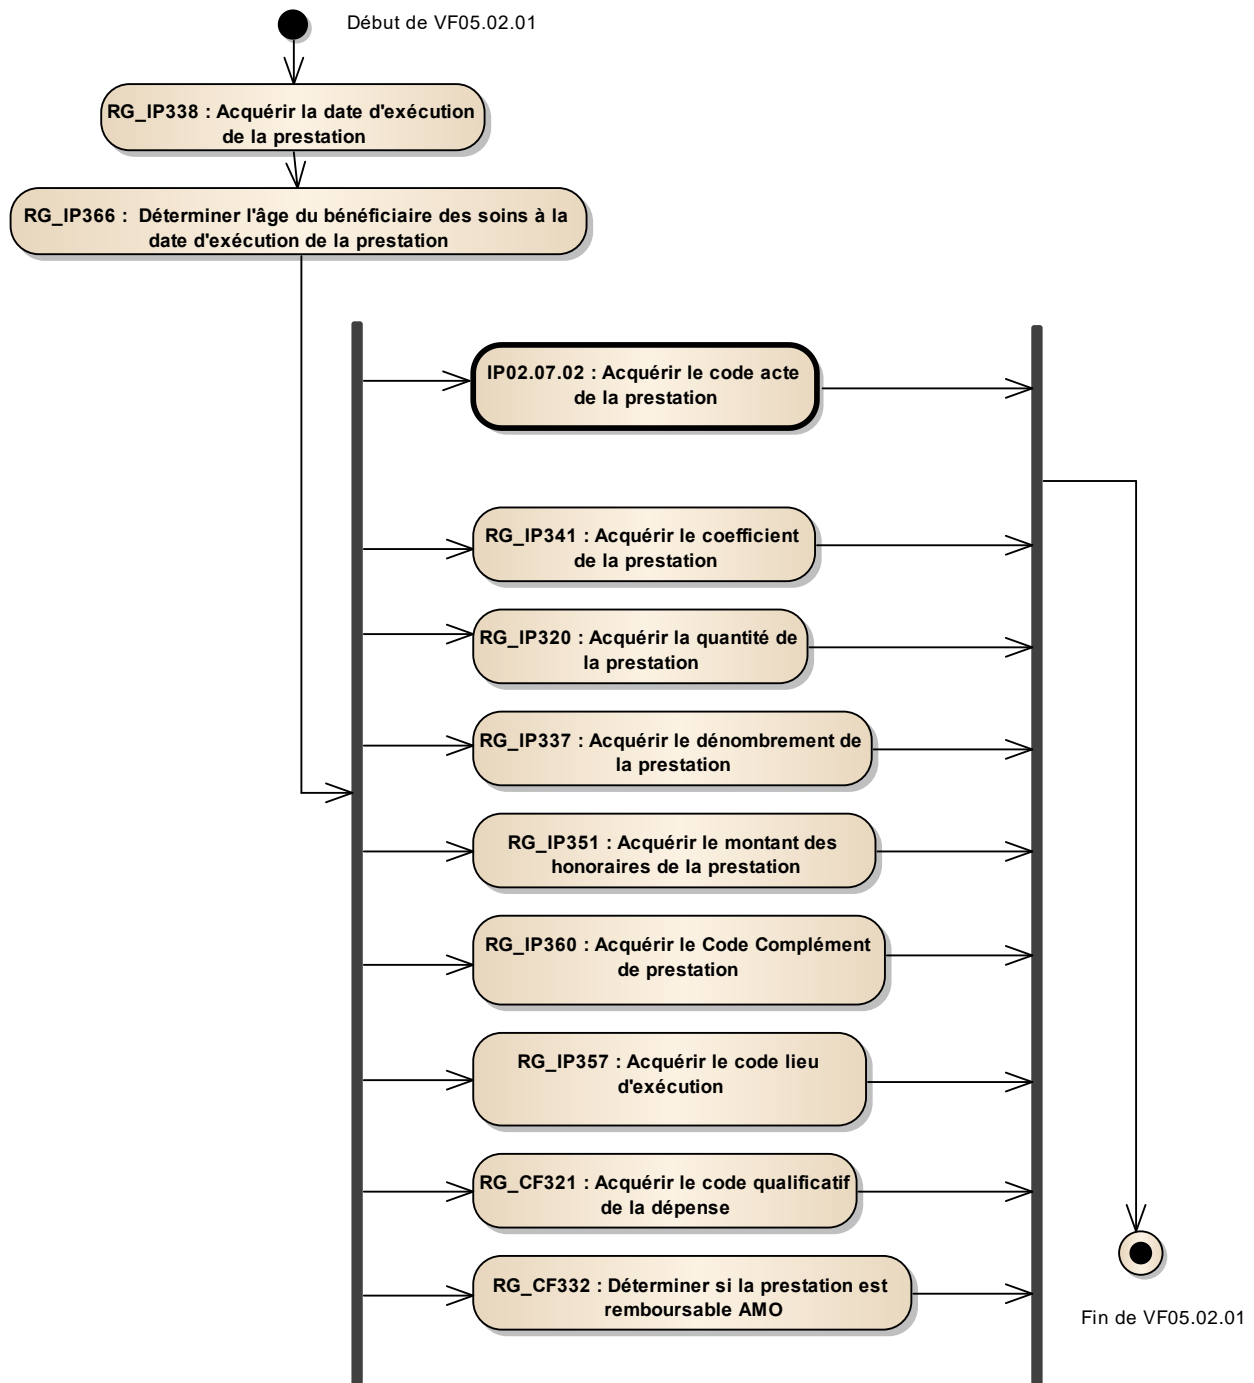 Début de VF05.02.01
RG_IP338 : Acquérir la date d'exécution
de la prestation
RG_IP366 : Déterminer l'âge du bénéficiaire des soins à la
date d'exécution de la prestation
IP02.07.02 : Acquérir le code acte
de la prestation
RG_IP341 : Acquérir le coefficient
de la prestation
RG_IP320 : Acquérir la quantité de
la prestation
RG_IP337 : Acquérir le dénombrement de
la prestation
RG_IP351 : Acquérir le montant des
honoraires de la prestation
RG_IP360 : Acquérir le Code Complément
de prestation
RG_IP357 : Acquérir le code lieu
d'exécution
RG_CF321 : Acquérir le code qualificatif
de la dépense
RG_CF332 : Déterminer si la prestation est
remboursable AMO
Fin de VF05.02.01